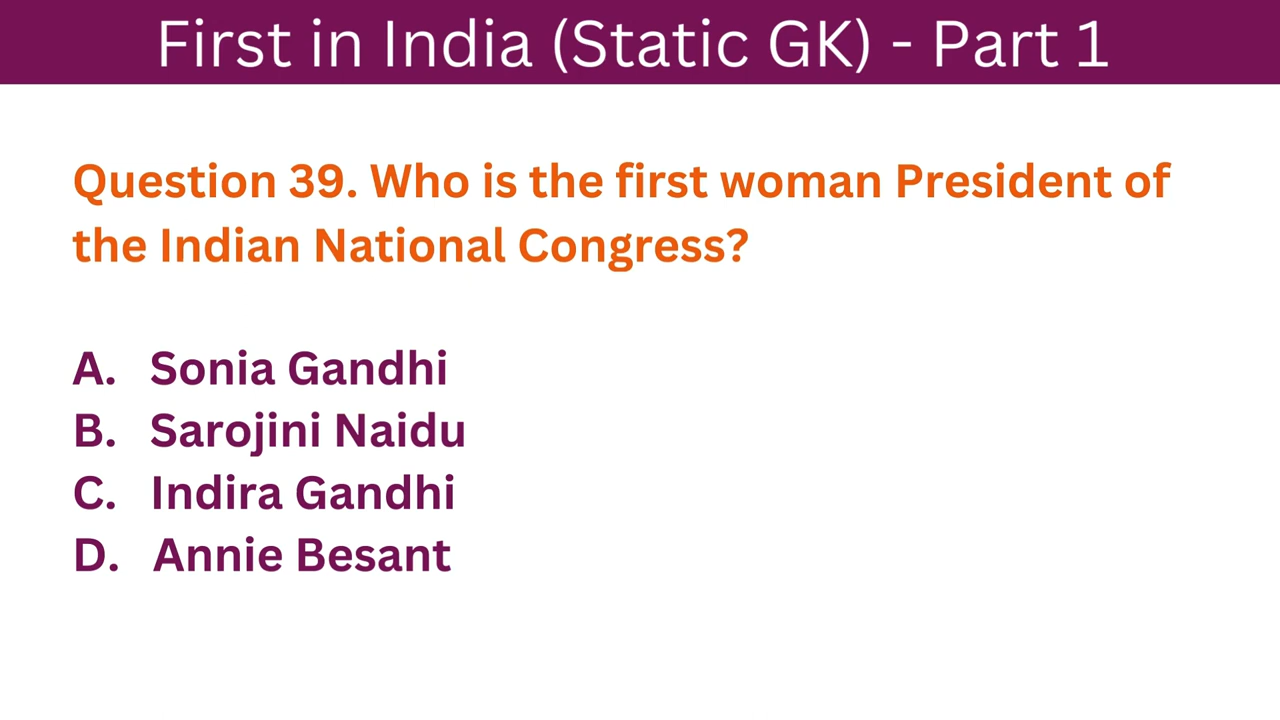 First in India (Static GK) - Part 1
Question 39. Who is the first woman President of
the Indian National Congress?
A. Sonia Gandhi
B. Sarojini Naidu
C. Indira Gandhi
D. Annie Besant